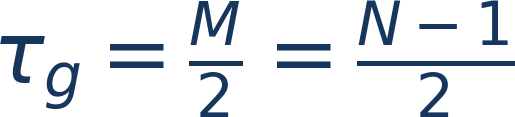 τ_g = M/2 = (N − 1)/2